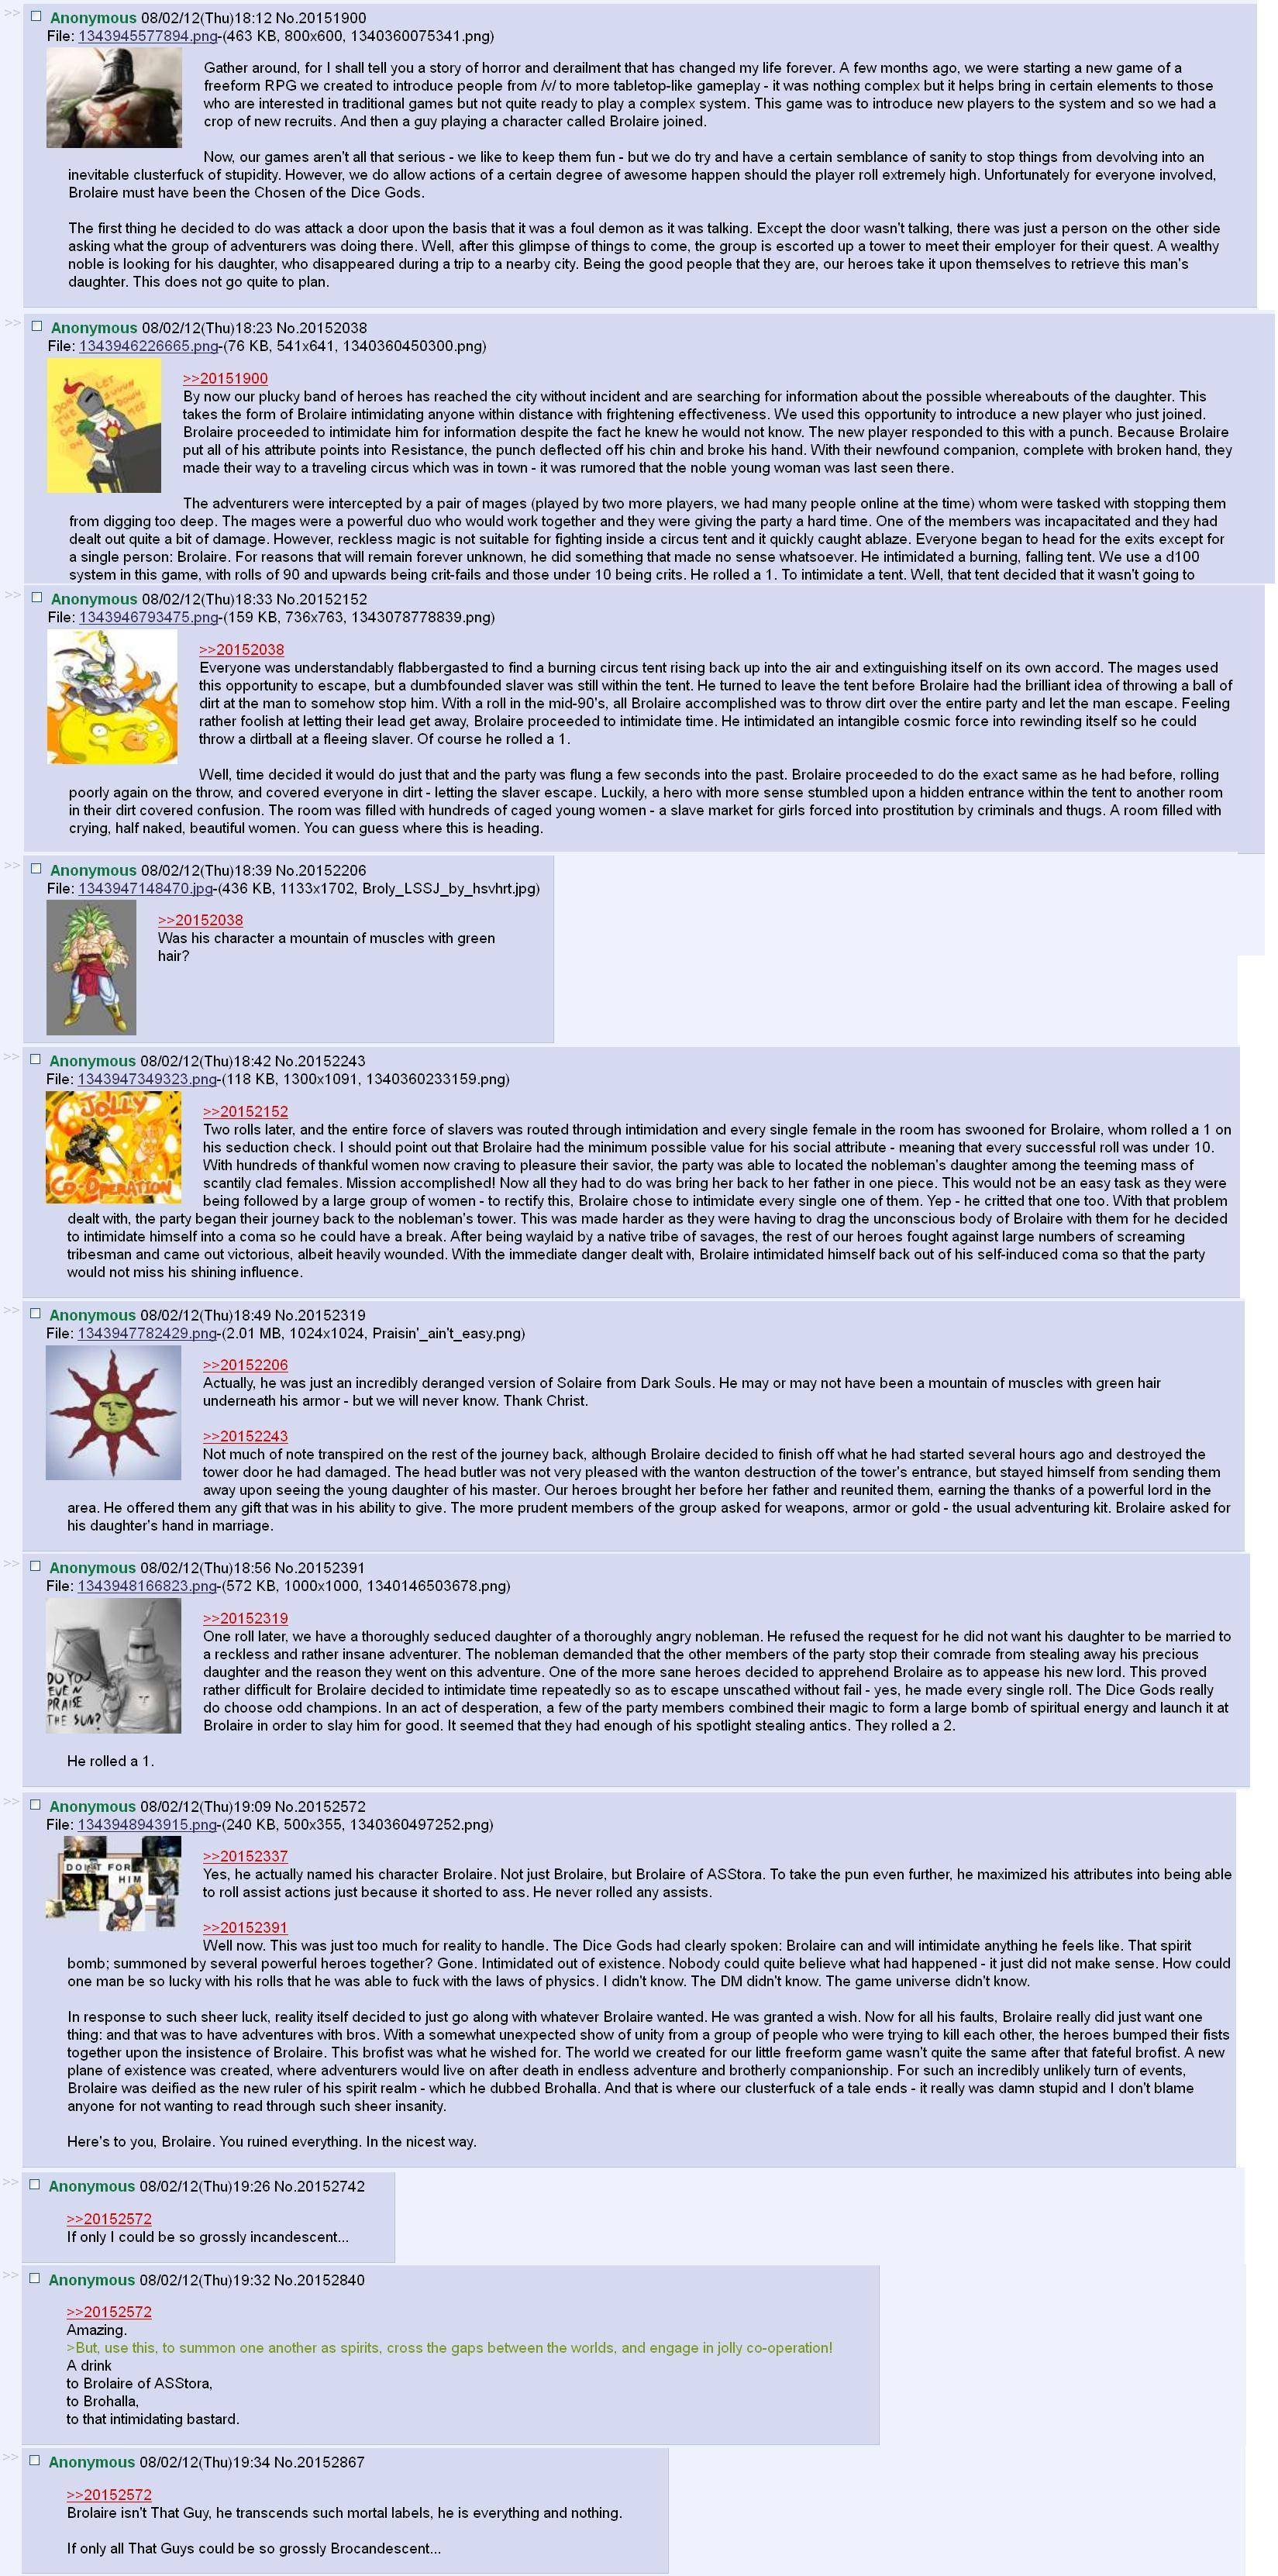 >> Anonymous 08/02/12(Thu)18:12 No.20151900
File: 1343945577894.png-(463 KB, 800x600, 1340360075341.png)
Gather around, for I shall tell you a story of horror and derailment that has changed my life forever. A few months ago, we were starting a new game of a
freeform RPG we created to introduce people from /v/ to more tabletop-like gameplay - it was nothing complex but it helps bring in certain elements to those
who are interested in traditional games but not quite ready to play a complex system. This game was to introduce new players to the system and so we had a
crop of new recruits. And then a guy playing a character called Brolaire joined.
Now, our games aren't all that serious - we like to keep them fun - but we do try and have a certain semblance of sanity to stop things from devolving into an
inevitable clusterfuck of stupidity. However, we do allow actions of a certain degree of awesome happen should the player roll extremely high. Unfortunately for everyone involved,
Brolaire must have been the Chosen of the Dice Gods.
The first thing he decided to do was attack a door upon the basis that it was a foul demon as it was talking. Except the door wasn't talking, there was just a person on the other side
asking what the group of adventurers was doing there. Well, after this glimpse of things to come, the group is escorted up a tower to meet their employer for their quest. A wealthy
noble is looking for his daughter, who disappeared during a trip to a nearby city. Being the good people that they are, our heroes take it upon themselves to retrieve this man's
daughter. This does not go quite to plan.
>> Anonymous 08/02/12(Thu)18:23 No.20152038
File: 1343946226665.png-(76 KB, 541x641, 1340360450300.png)
>>20151900
By now our plucky band of heroes has reached the city without incident and are searching for information about the possible whereabouts of the daughter. This
takes the form of Brolaire intimidating anyone within distance with frightening effectiveness. We used this opportunity to introduce a new player who just joined.
Brolaire proceeded to intimidate him for information despite the fact he knew he would not know. The new player responded to this with a punch. Because Brolaire
put all of his attribute points into Resistance, the punch deflected off his chin and broke his hand. With their newfound companion, complete with broken hand, they
made their way to a traveling circus which was in town - it was rumored that the noble young woman was last seen there.
The adventurers were intercepted by a pair of mages (played by two more players, we had many people online at the time) whom were tasked with stopping them
from digging too deep. The mages were a powerful duo who would work together and they were giving the party a hard time. One of the members was incapacitated and they had
dealt out quite a bit of damage. However, reckless magic is not suitable for fighting inside a circus tent and it quickly caught ablaze. Everyone began to head for the exits except for
a single person: Brolaire. For reasons that will remain forever unknown, he did something that made no sense whatsoever. He intimidated a burning, falling tent. We use a d100
system in this game, with rolls of 90 and upwards being crit-fails and those under 10 being crits. He rolled a 1. To intimidate a tent. Well, that tent decided that it wasn't going to
>> Anonymous 08/02/12(Thu)18:33 No.20152152
File: 1343946793475.png-(159 KB, 736x763, 1343078778839.png)
>>20152038
Everyone was understandably flabbergasted to find a burning circus tent rising back up into the air and extinguishing itself on its own accord. The mages used
this opportunity to escape, but a dumbfounded slaver was still within the tent. He turned to leave the tent before Brolaire had the brilliant idea of throwing a ball of
dirt at the man to somehow stop him. With a roll in the mid-90's, all Brolaire accomplished was to throw dirt over the entire party and let the man escape. Feeling
rather foolish at letting their lead get away, Brolaire proceeded to intimidate time. He intimidated an intangible cosmic force into rewinding itself so he could
throw a dirtball at a fleeing slaver. Of course he rolled a 1.
Well, time decided it would do just that and the party was flung a few seconds into the past. Brolaire proceeded to do the exact same as he had before, rolling
poorly again on the throw, and covered everyone in dirt - letting the slaver escape. Luckily, a hero with more sense stumbled upon a hidden entrance within the tent to another room
in their dirt covered confusion. The room was filled with hundreds of caged young women - a slave market for girls forced into prostitution by criminals and thugs. A room filled with
crying, half naked, beautiful women. You can guess where this is heading.
>> Anonymous 08/02/12(Thu)18:39 No.20152206
File: 1343947148470.jpg-(436 KB, 1133x1702, Broly_LSSJ_by_hsvhrt.jpg)
>>20152038
Was his character a mountain of muscles with green
hair?
>> Anonymous 08/02/12(Thu)18:42 No.20152243
File: 1343947349323.png-(118 KB, 1300x1091, 1340360233159.png)
JOLLY
CO-OPERATION
>>20152152
Two rolls later, and the entire force of slavers was routed through intimidation and every single female in the room has swooned for Brolaire, whom rolled a 1 on
his seduction check. I should point out that Brolaire had the minimum possible value for his social attribute - meaning that every successful roll was under 10.
With hundreds of thankful women now craving to pleasure their savior, the party was able to located the nobleman's daughter among the teeming mass of
scantily clad females. Mission accomplished! Now all they had to do was bring her back to her father in one piece. This would not be an easy task as they were
being followed by a large group of women - to rectify this, Brolaire chose to intimidate every single one of them. Yep - he critted that one too. With that problem
dealt with, the party began their journey back to the nobleman's tower. This was made harder as they were having to drag the unconscious body of Brolaire with them for he decided
to intimidate himself into a coma so he could have a break. After being waylaid by a native tribe of savages, the rest of our heroes fought against large numbers of screaming
tribesman and came out victorious, albeit heavily wounded. With the immediate danger dealt with, Brolaire intimidated himself back out of his self-induced coma so that the party
would not miss his shining influence.
>> Anonymous 08/02/12(Thu)18:49 No.20152319
File: 1343947782429.png-(2.01 MB, 1024x1024, Praisin'_ain't_easy.png)
>>20152206
Actually, he was just an incredibly deranged version of Solaire from Dark Souls. He may or may not have been a mountain of muscles with green hair
underneath his armor - but we will never know. Thank Christ.
>>20152243
Not much of note transpired on the rest of the journey back, although Brolaire decided to finish off what he had started several hours ago and destroyed the
tower door he had damaged. The head butler was not very pleased with the wanton destruction of the tower's entrance, but stayed himself from sending them
away upon seeing the young daughter of his master. Our heroes brought her before her father and reunited them, earning the thanks of a powerful lord in the
area. He offered them any gift that was in his ability to give. The more prudent members of the group asked for weapons, armor or gold - the usual adventuring kit. Brolaire asked for
his daughter's hand in marriage.
>> Anonymous 08/02/12(Thu)18:56 No.20152391
File: 1343948166823.png-(572 KB, 1000x1000, 1340146503678.png)
DO YOU
EVEN
PRAISE
THE SUN?
>>20152319
One roll later, we have a thoroughly seduced daughter of a thoroughly angry nobleman. He refused the request for he did not want his daughter to be married to
a reckless and rather insane adventurer. The nobleman demanded that the other members of the party stop their comrade from stealing away his precious
daughter and the reason they went on this adventure. One of the more sane heroes decided to apprehend Brolaire as to appease his new lord. This proved
rather difficult for Brolaire decided to intimidate time repeatedly so as to escape unscathed without fail - yes, he made every single roll. The Dice Gods really
do choose odd champions. In an act of desperation, a few of the party members combined their magic to form a large bomb of spiritual energy and launch it at
Brolaire in order to slay him for good. It seemed that they had enough of his spotlight stealing antics. They rolled a 2.
He rolled a 1.
>> Anonymous 08/02/12(Thu)19:09 No.20152572
File: 1343948943915.png-(240 KB, 500x355, 1340360497252.png)
DO IT FOR
HIM
>>20152337
Yes, he actually named his character Brolaire. Not just Brolaire, but Brolaire of ASStora. To take the pun even further, he maximized his attributes into being able
to roll assist actions just because it shorted to ass. He never rolled any assists.
>>20152391
Well now. This was just too much for reality to handle. The Dice Gods had clearly spoken: Brolaire can and will intimidate anything he feels like. That spirit
bomb; summoned by several powerful heroes together? Gone. Intimidated out of existence. Nobody could quite believe what had happened - it just did not make sense. How could
one man be so lucky with his rolls that he was able to fuck with the laws of physics. I didn't know. The DM didn't know. The game universe didn't know.
In response to such sheer luck, reality itself decided to just go along with whatever Brolaire wanted. He was granted a wish. Now for all his faults, Brolaire really did just want one
thing: and that was to have adventures with bros. With a somewhat unexpected show of unity from a group of people who were trying to kill each other, the heroes bumped their fists
together upon the insistence of Brolaire. This brofist was what he wished for. The world we created for our little freeform game wasn't quite the same after that fateful brofist. A new
plane of existence was created, where adventurers would live on after death in endless adventure and brotherly companionship. For such an incredibly unlikely turn of events,
Brolaire was deified as the new ruler of his spirit realm - which he dubbed Brohalla. And that is where our clusterfuck of a tale ends - it really was damn stupid and I don't blame
anyone for not wanting to read through such sheer insanity.
Here's to you, Brolaire. You ruined everything. In the nicest way.
>> Anonymous 08/02/12(Thu)19:26 No.20152742
>>20152572
If only I could be so grossly incandescent...
>> Anonymous 08/02/12(Thu)19:32 No.20152840
>>20152572
Amazing.
>But, use this, to summon one another as spirits, cross the gaps between the worlds, and engage in jolly co-operation!
A drink
to Brolaire of ASStora,
to Brohalla,
to that intimidating bastard.
>> Anonymous 08/02/12(Thu)19:34 No.20152867
>>20152572
Brolaire isn't That Guy, he transcends such mortal labels, he is everything and nothing.
If only all That Guys could be so grossly Brocandescent...